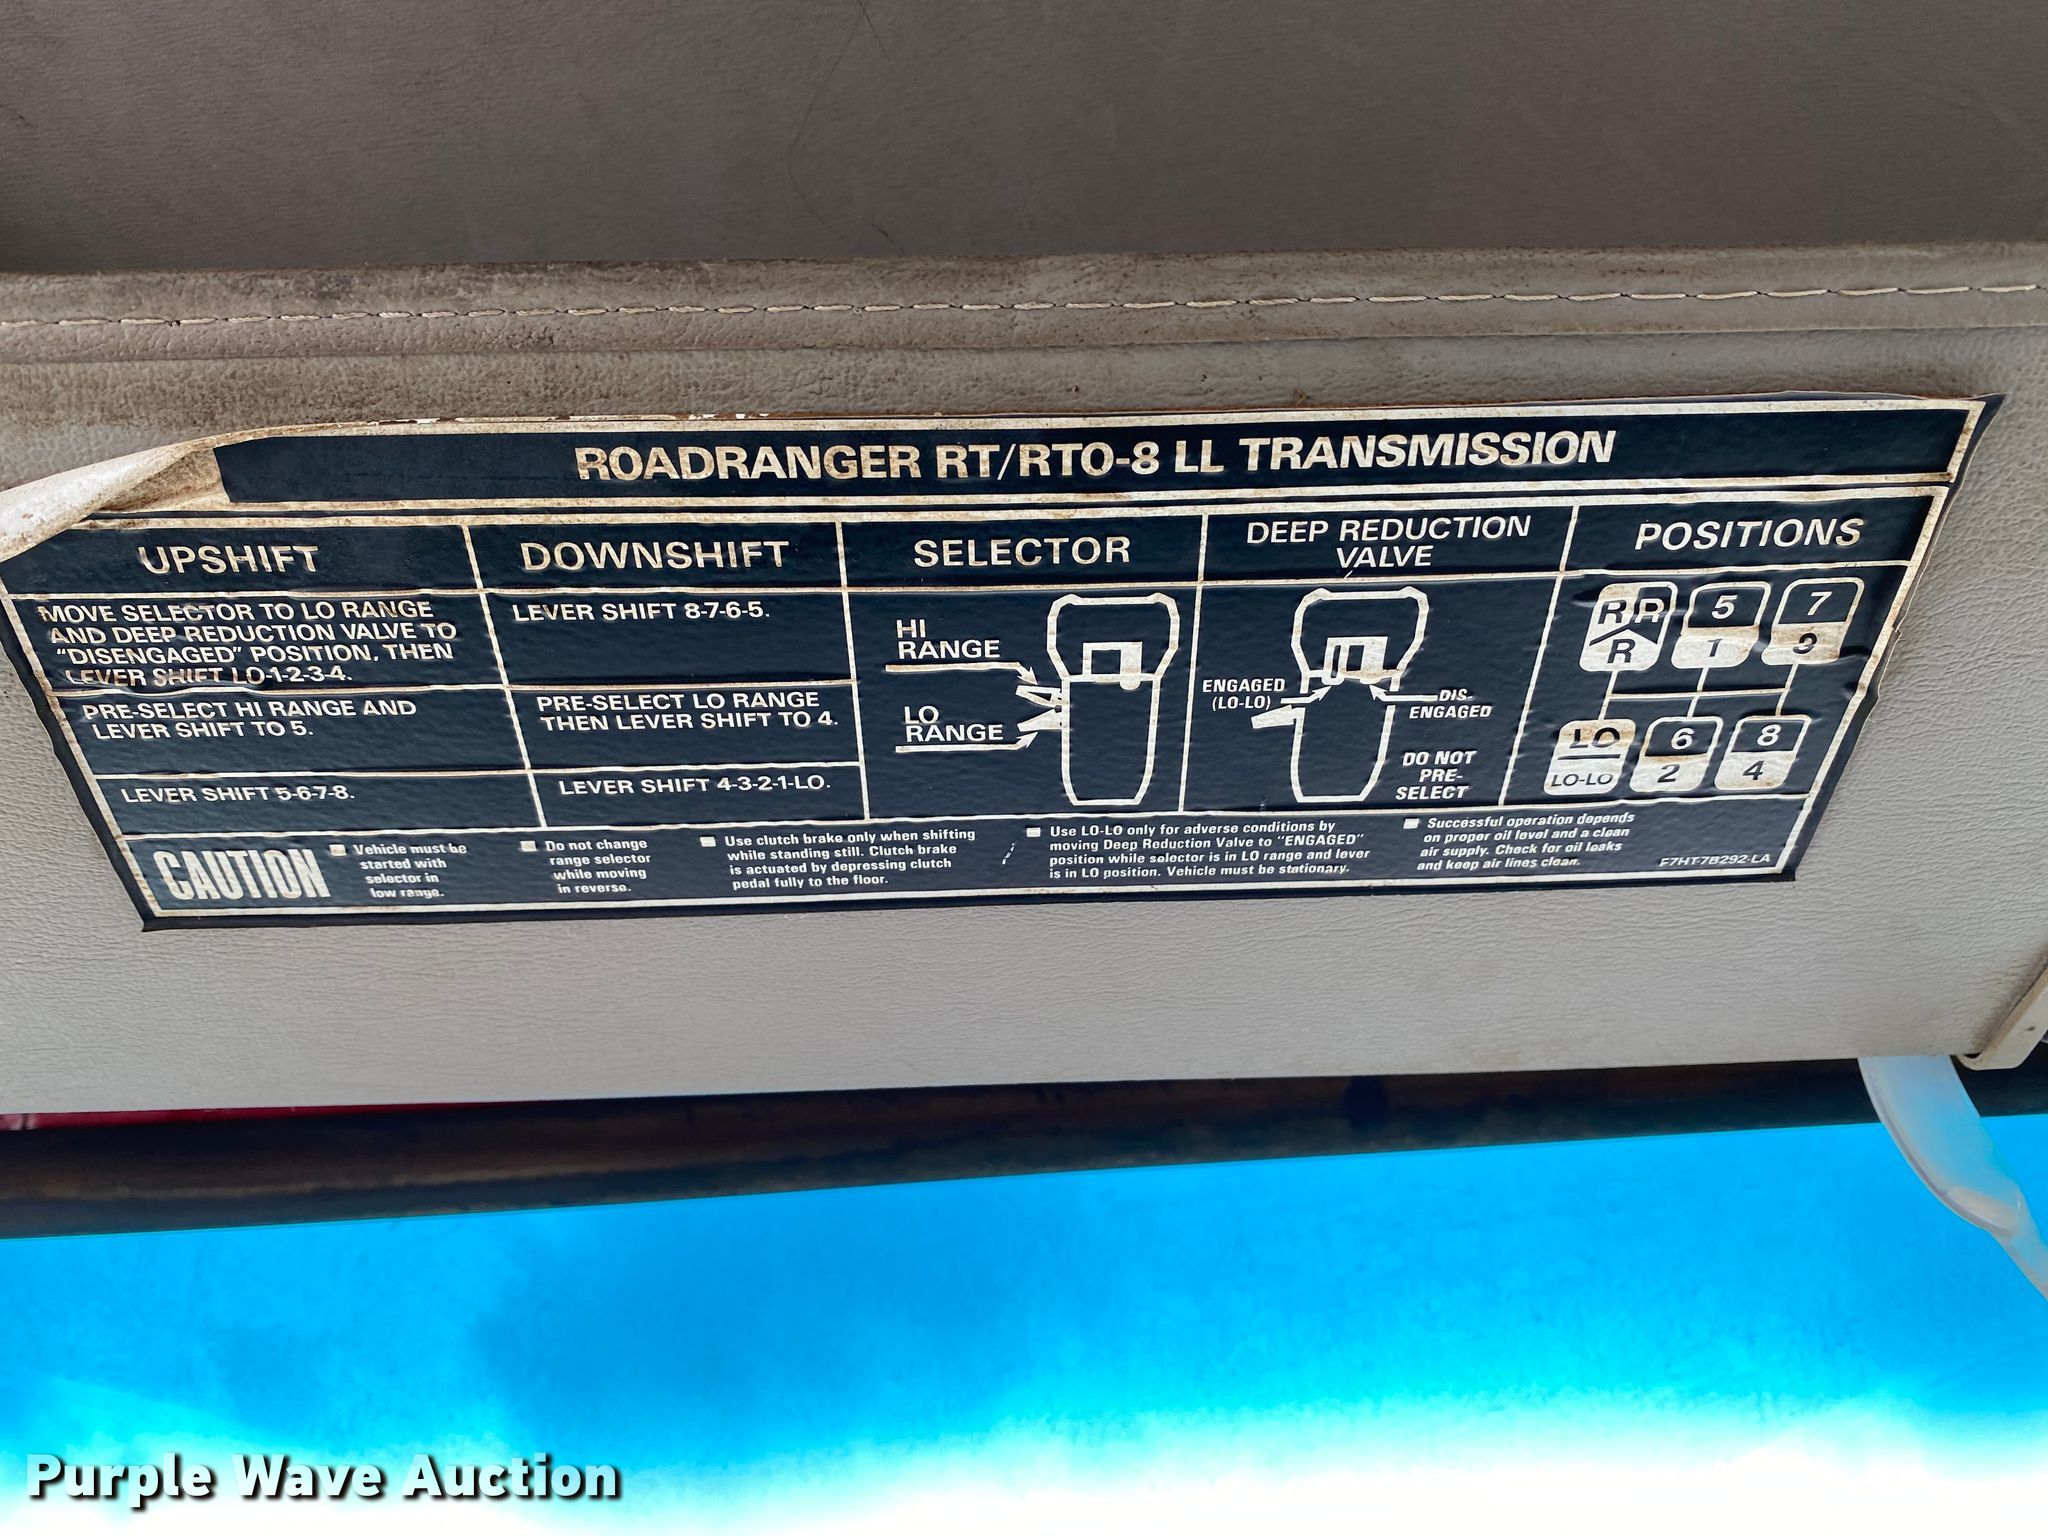 ROADRANGER RT/RTO-8 LL TRANSMISSION
UPSHIFT
MOVE SELECTOR TO LO RANGE
AND DEEP REDUCTION VALVE TO
"DISENGAGED" POSITION, THEN
LEVER SHIFT LO-1-2-3-4.
PRE-SELECT HI RANGE AND
LEVER SHIFT TO 5.
LEVER SHIFT 5-6-7-8.
DOWNSHIFT
LEVER SHIFT 8-7-6-5.
PRE-SELECT LO RANGE
THEN LEVER SHIFT TO 4.
LEVER SHIFT 4-3-2-1-LO.
SELECTOR
HI
RANGE
LO
RANGE
DEEP REDUCTION
VALVE
ENGAGED
(LO-LO)
DIS-
ENGAGED
DO NOT
PRE-
SELECT
POSITIONS
R R 5 7
R 1 3
LO 6 8
LO-LO 2 4
CAUTION
Vehicle must be
started with
selector in
low range.
Do not change
range selector
while moving
in reverse.
Use clutch brake only when shifting
while standing still. Clutch brake
is actuated by depressing clutch
pedal fully to the floor.
Use LO-LO only for adverse conditions by
moving Deep Reduction Valve to "ENGAGED"
position while selector is in LO range and lever
is in LO position. Vehicle must be stationary.
Successful operation depends
on proper oil level and a clean
air supply. Check for oil leaks
and keep air lines clean.
F7HT-7B292-LA
Purple Wave Auction